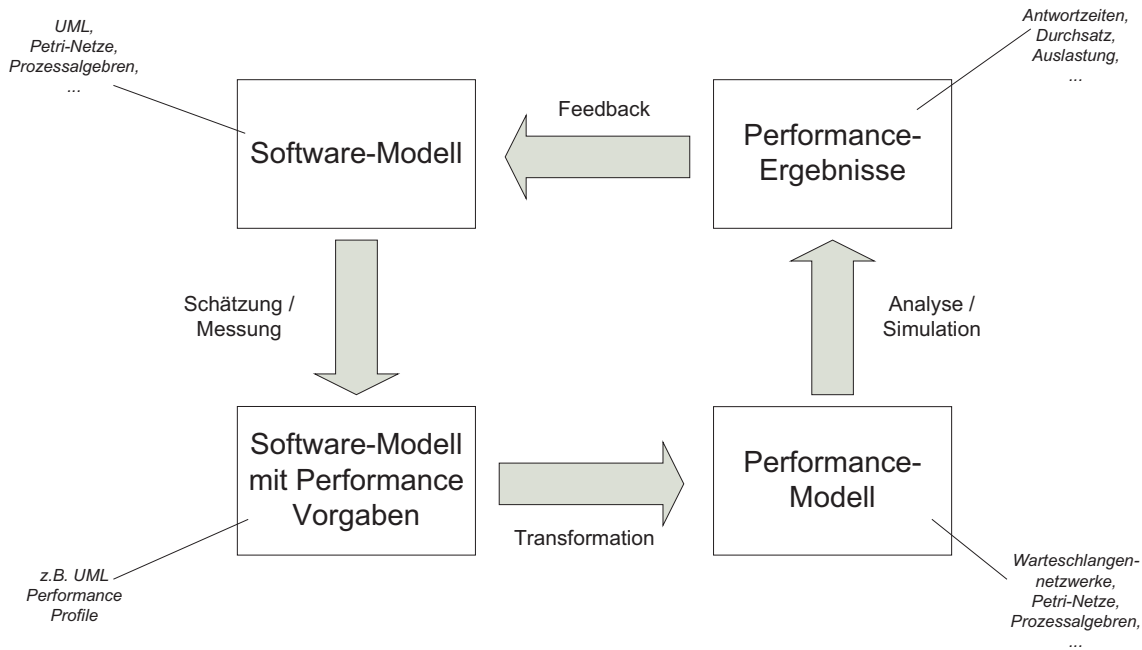 UML,
Petri-Netze,
Prozessalgebren,
...
Antwortzeiten,
Durchsatz,
Auslastung,
...
Software-Modell
Feedback
Performance-
Ergebnisse
Schätzung /
Messung
Analyse /
Simulation
Software-Modell
mit Performance
Vorgaben
Transformation
Performance-
Modell
z.B. UML
Performance
Profile
Warteschlangen-
netzwerke,
Petri-Netze,
Prozessalgebren,
...